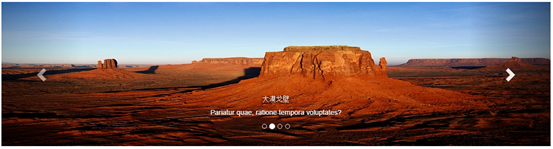 大漠戈壁
Pariatur quae, ratione tempora voluptates?